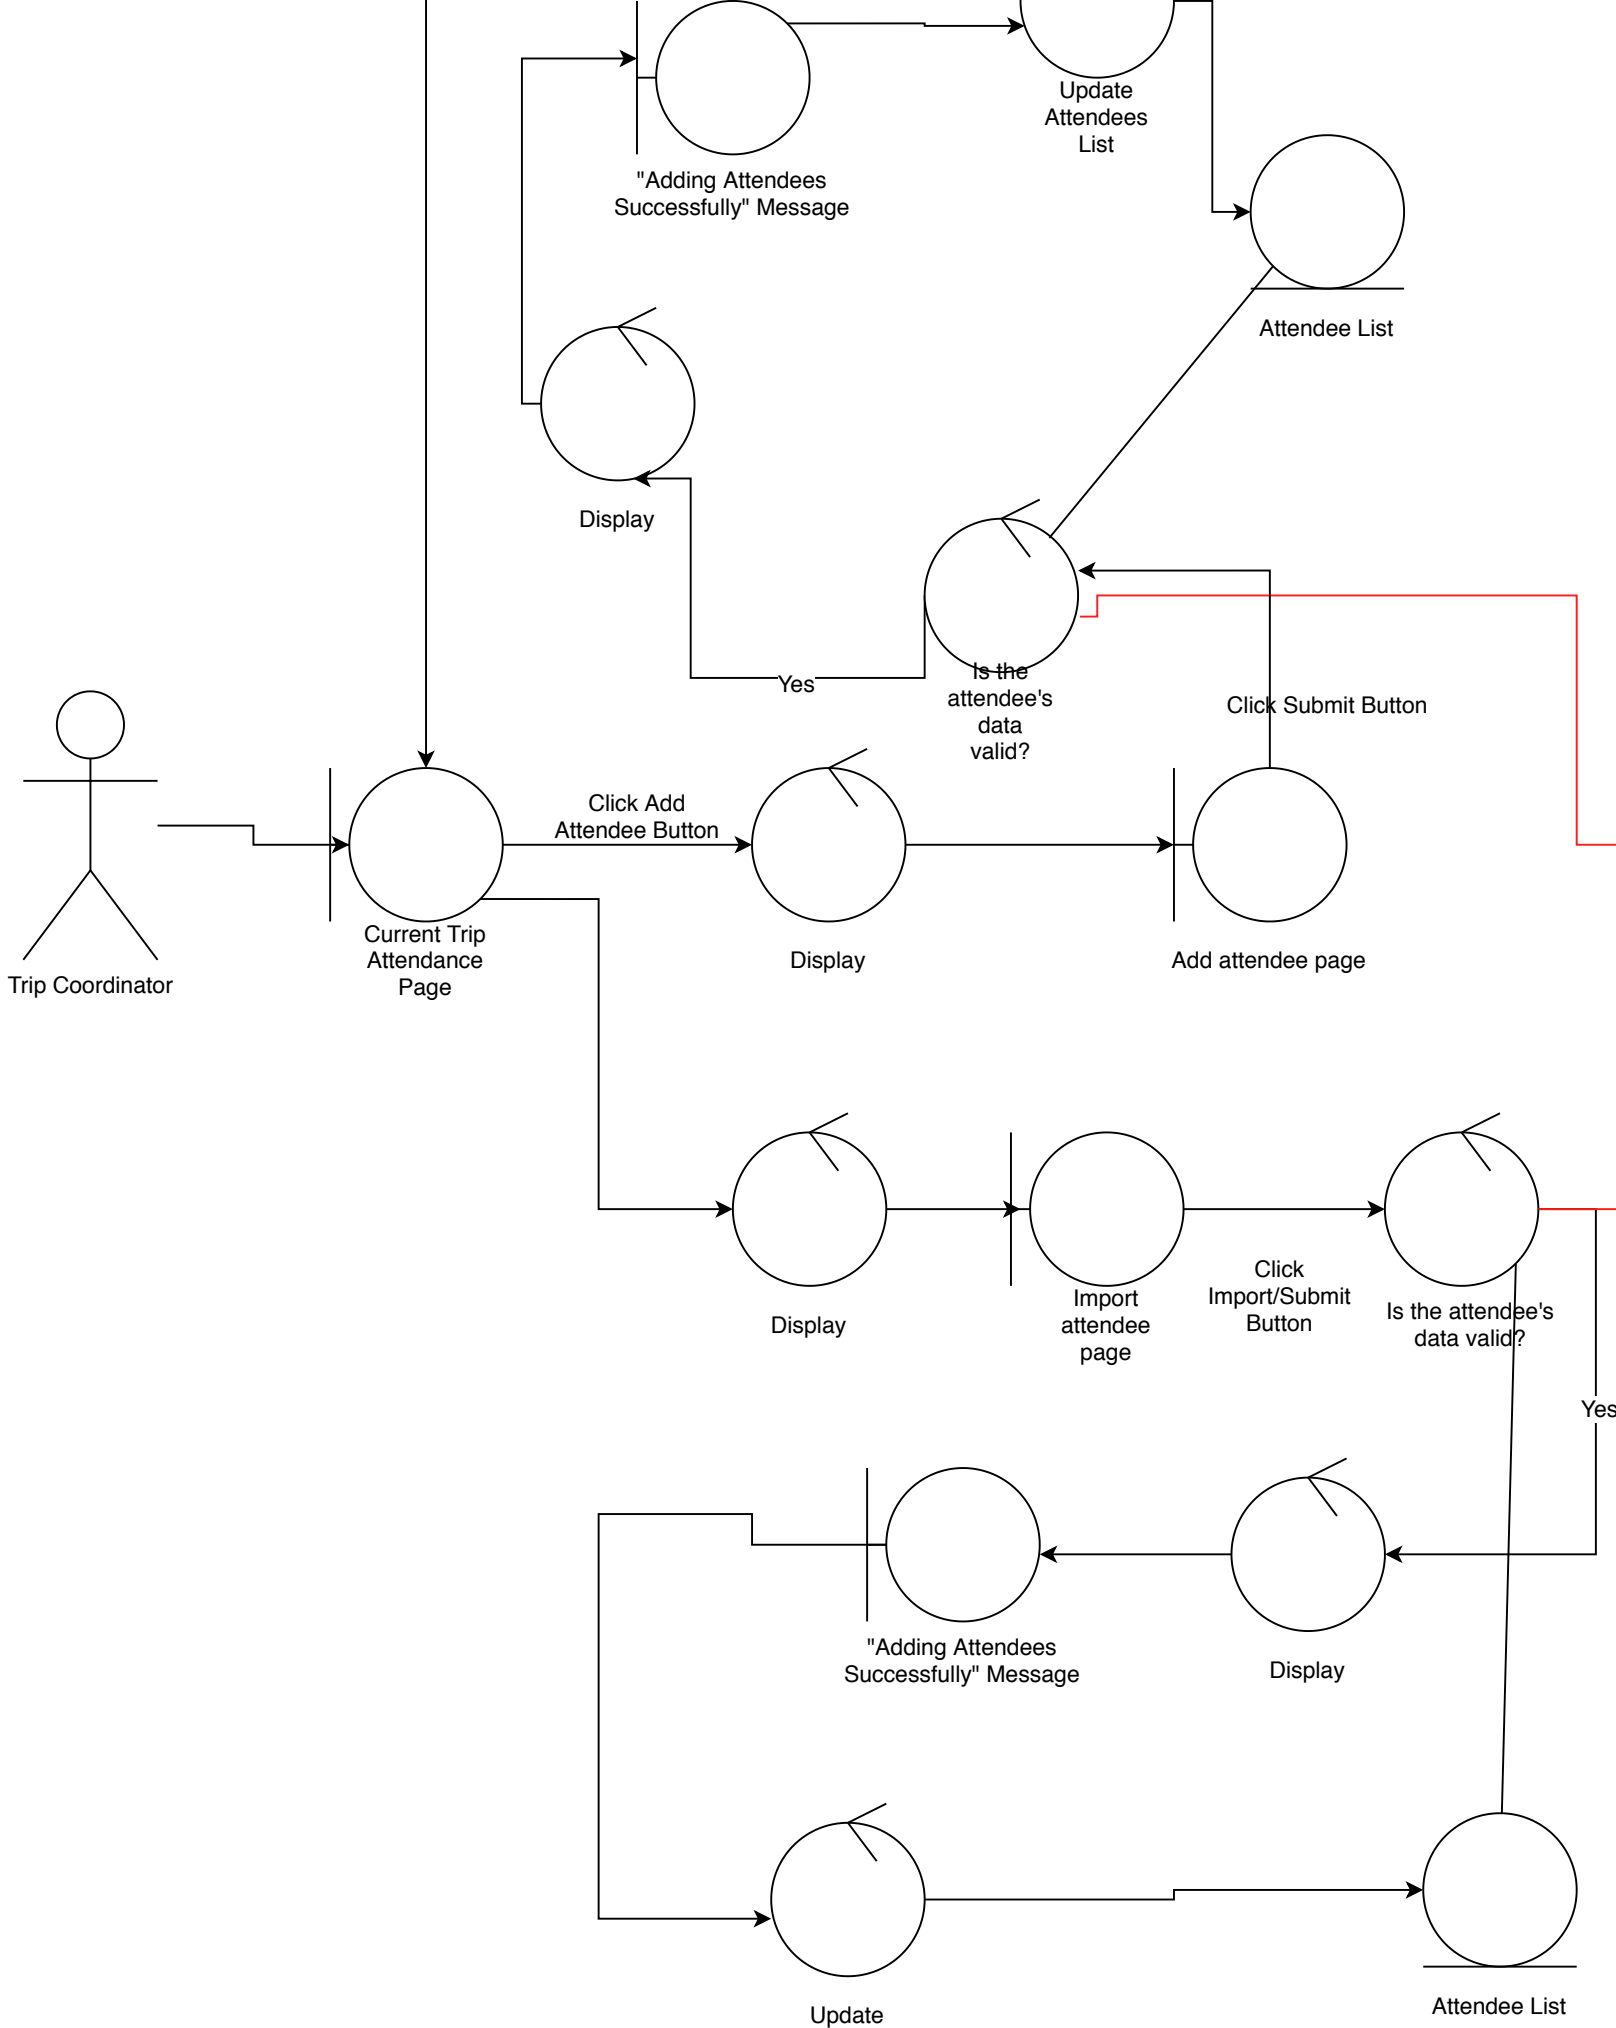 Update
Attendees
List
"Adding Attendees
Successfully" Message
Attendee List
Display
Is the
attendee's
data
valid?
Yes
Click Submit Button
Click Add
Attendee Button
Current Trip
Attendance
Page
Trip Coordinator
Display
Add attendee page
Display
Import
attendee
page
Click
Import/Submit
Button
Is the attendee's
data valid?
Yes
"Adding Attendees
Successfully" Message
Display
Update
Attendee List